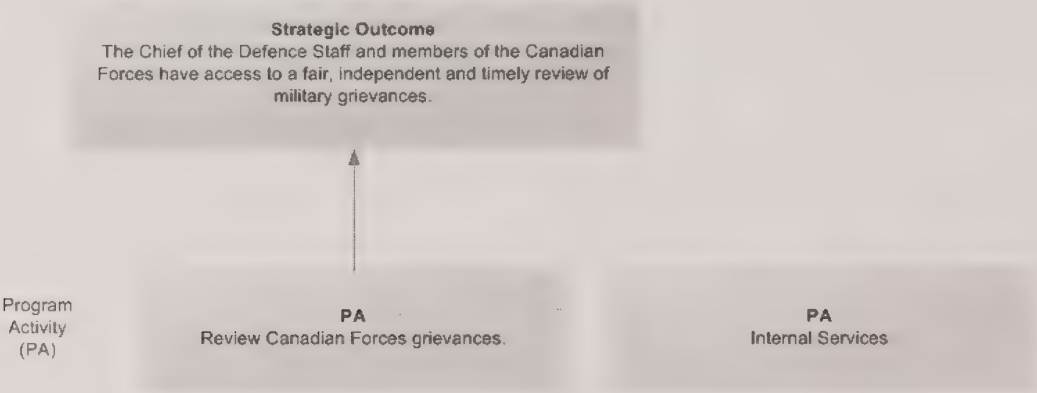 Strategic Outcome
The Chief of the Defence Staff and members of the Canadian
Forces have access to a fair, independent and timely review of
military grievances.
Program
Activity
(PA)
PA
Review Canadian Forces grievances.
PA
Internal Services